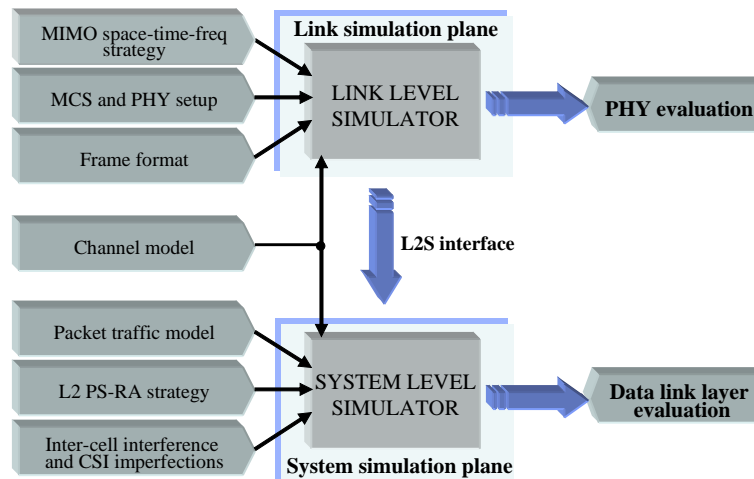 MIMO space-time-freq
strategy
MCS and PHY setup
Frame format
Channel model
Packet traffic model
L2 PS-RA strategy
Inter-cell interference
and CSI imperfections
Link simulation plane
LINK LEVEL
SIMULATOR
L2S interface
SYSTEM LEVEL
SIMULATOR
System simulation plane
PHY evaluation
Data link layer
evaluation